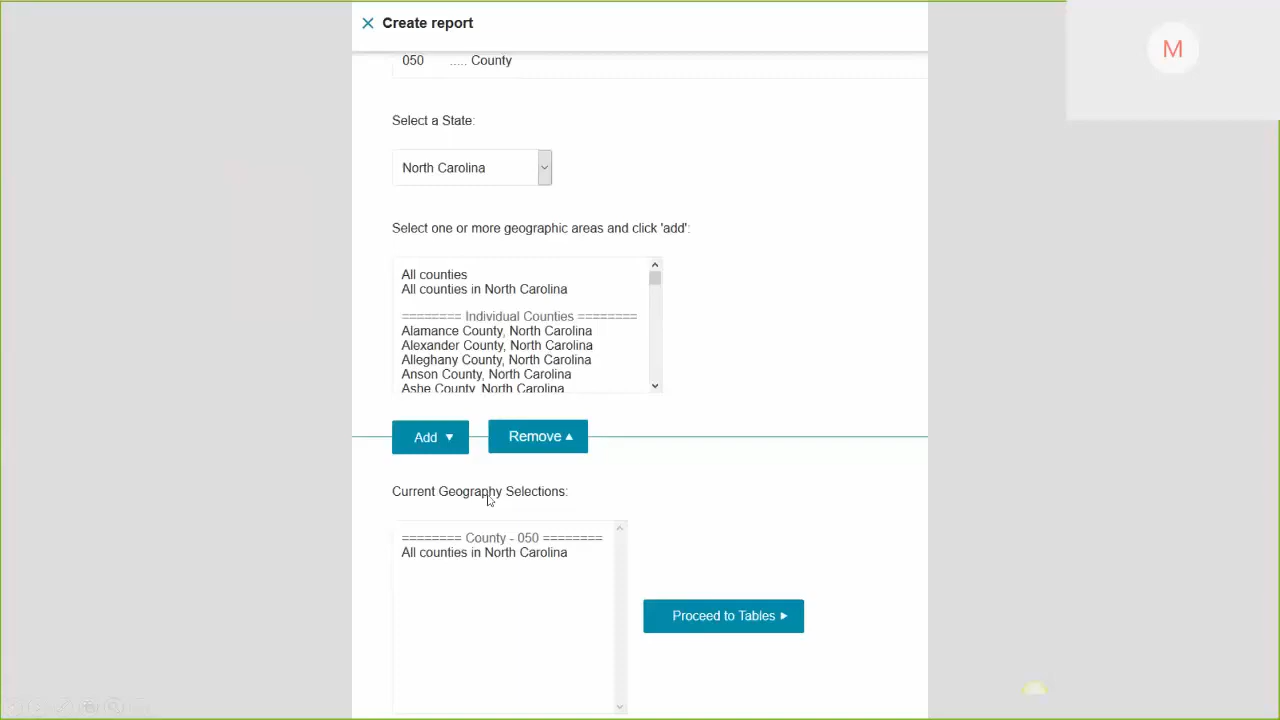 Create report
M
050 ..... County
Select a State:
North Carolina
Select one or more geographic areas and click 'add':
All counties
All counties in North Carolina
======== Individual Counties ========
Alamance County, North Carolina
Alexander County, North Carolina
Alleghany County, North Carolina
Anson County, North Carolina
Ashe County, North Carolina
Add
Remove
Current Geography Selections:
======== County - 050 ========
All counties in North Carolina
Proceed to Tables